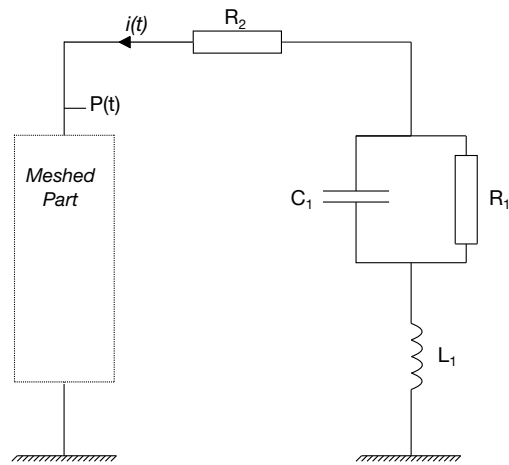 i(t)
R₂
P(t)
Meshed
Part
C₁
R₁
L₁